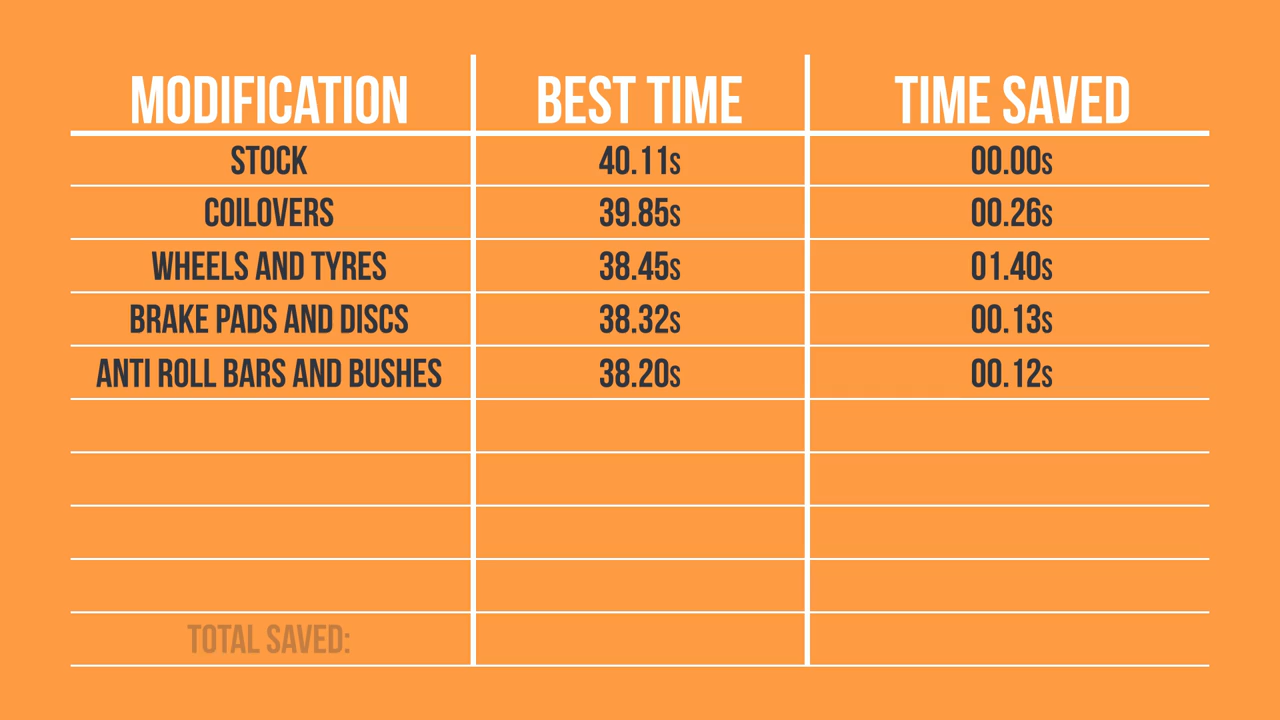 MODIFICATION BEST TIME TIME SAVED
STOCK 40.11s 00.00s
COILOVERS 39.85s 00.26s
WHEELS AND TYRES 38.45s 01.40s
BRAKE PADS AND DISCS 38.32s 00.13s
ANTI ROLL BARS AND BUSHES 38.20s 00.12s
TOTAL SAVED: